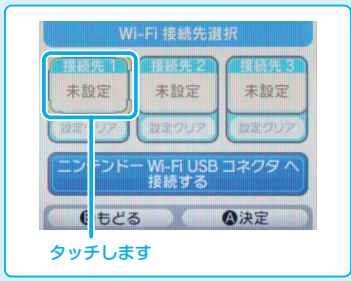 Wi-Fi 接続先選択
接続先 1
接続先 2
接続先 3
未設定
未設定
未設定
設定クリア
設定クリア
設定クリア
ニンテンドー Wi-Fi USB コネクタ へ
接続する
Ⓑもどる
Ⓐ決定
タッチします